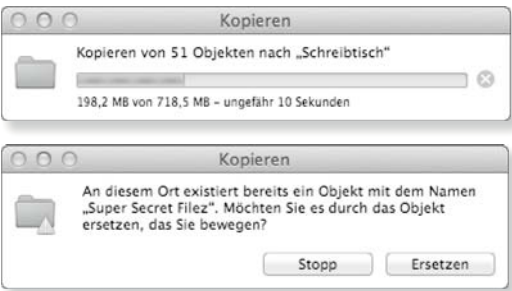 Kopieren
Kopieren von 51 Objekten nach „Schreibtisch“
198,2 MB von 718,5 MB – ungefähr 10 Sekunden
Kopieren
An diesem Ort existiert bereits ein Objekt mit dem Namen
„Super Secret Filez“. Möchten Sie es durch das Objekt
ersetzen, das Sie bewegen?
Stopp
Ersetzen